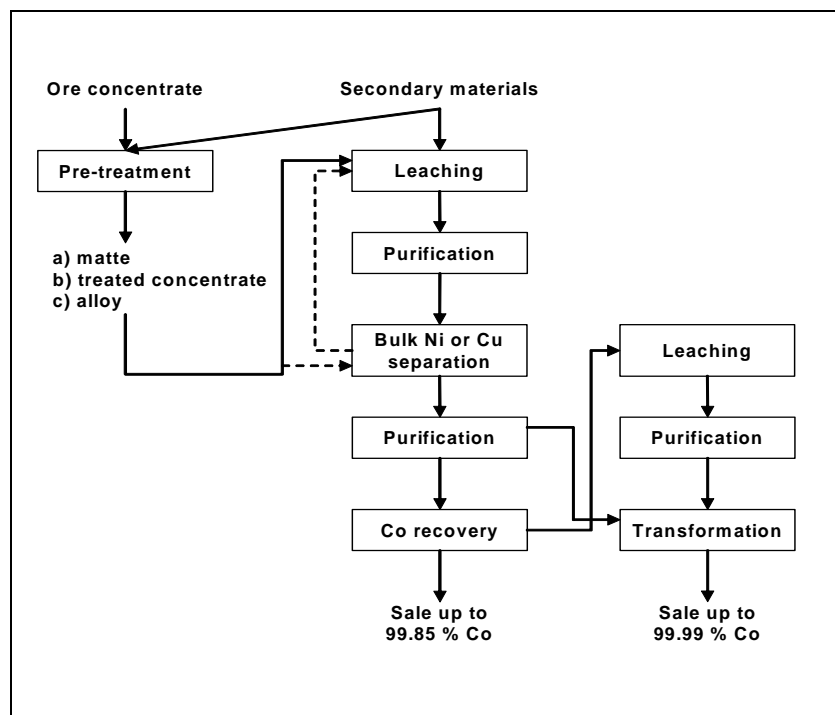 Ore concentrate
Secondary materials
Pre-treatment
Leaching
a) matte
b) treated concentrate
c) alloy
Purification
Bulk Ni or Cu
separation
Leaching
Purification
Purification
Co recovery
Transformation
Sale up to
99.85 % Co
Sale up to
99.99 % Co